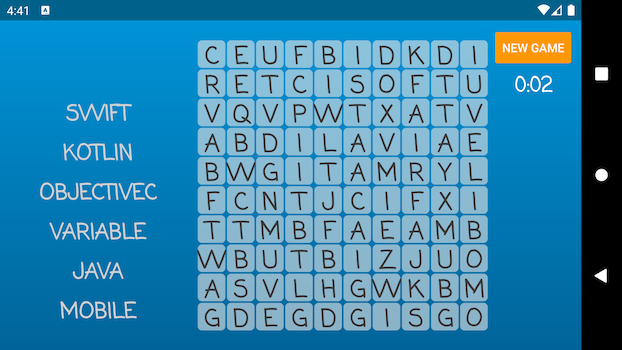 4:41 A
NEW GAME
0:02
SWIFT
KOTLIN
OBJECTIVEC
VARIABLE
JAVA
MOBILE
C E U F B I D K D I
R E T C I S O F T U
V Q V P W T X A T V
A B D I L A V I A E
B W G I T A M R Y L
F C N T J C I F X I
T T M B F A E A M B
W B U T B I Z J U O
A S V L H G W K B M
G D E G D G I S G O